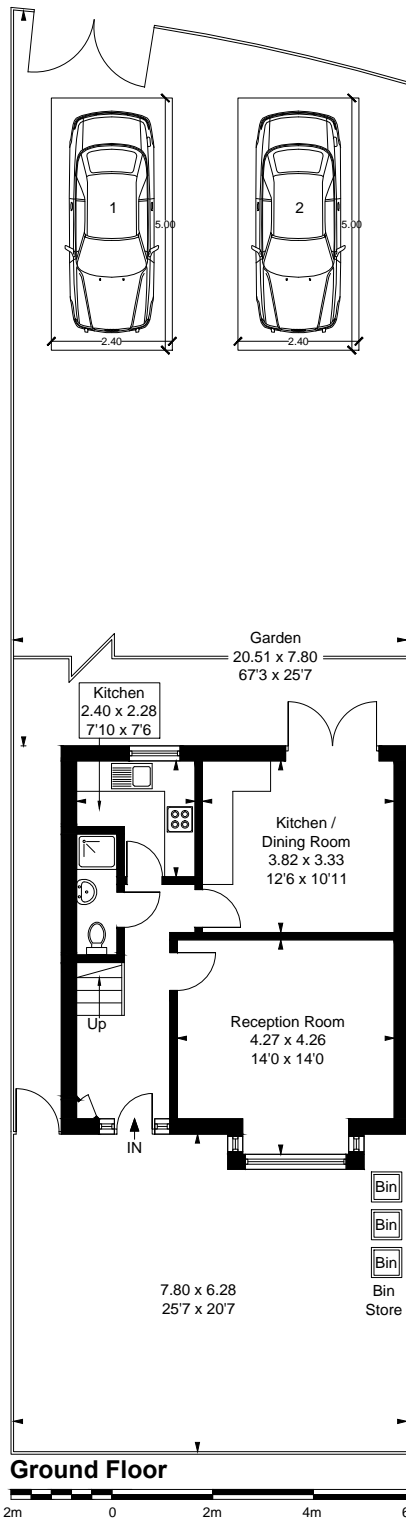 1
2
5.00
5.00
2.40
2.40
Garden
20.51 x 7.80
67'3 x 25'7
Kitchen
2.40 x 2.28
7'10 x 7'6
Kitchen /
Dining Room
3.82 x 3.33
12'6 x 10'11
Up
Reception Room
4.27 x 4.26
14'0 x 14'0
IN
Bin
Bin
Bin
Bin
Store
7.80 x 6.28
25'7 x 20'7
Ground Floor
2m 0 2m 4m 6